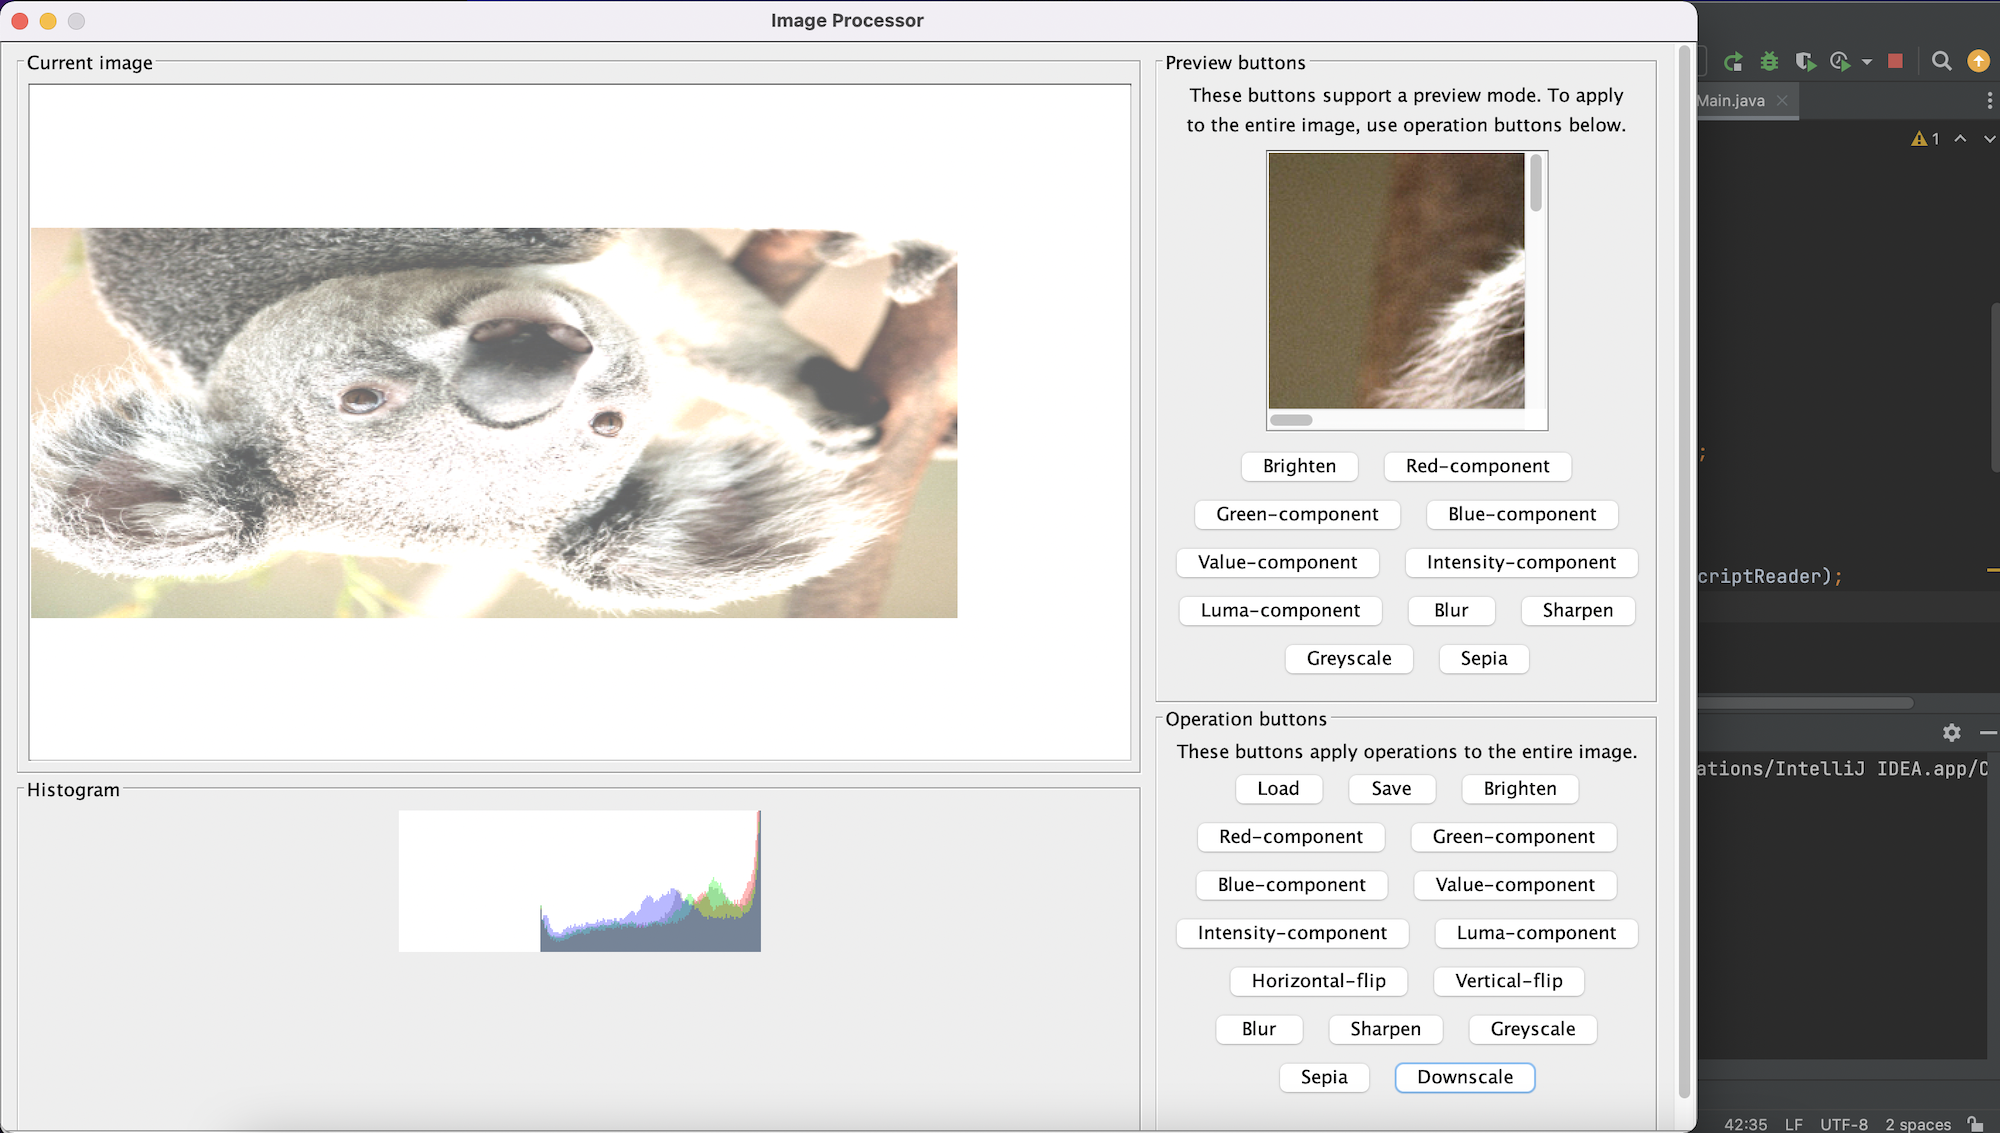 Image Processor
Current image
Preview buttons
These buttons support a preview mode. To apply
to the entire image, use operation buttons below.
Brighten Red-component
Green-component Blue-component
Value-component Intensity-component
Luma-component Blur Sharpen
Greyscale Sepia
Operation buttons
These buttons apply operations to the entire image.
Load Save Brighten
Red-component Green-component
Blue-component Value-component
Intensity-component Luma-component
Horizontal-flip Vertical-flip
Blur Sharpen Greyscale
Sepia Downscale
Histogram
Main.java
1
;
criptReader);
ations/IntelliJ IDEA.app/C
42:35 LF UTF-8 2 spaces